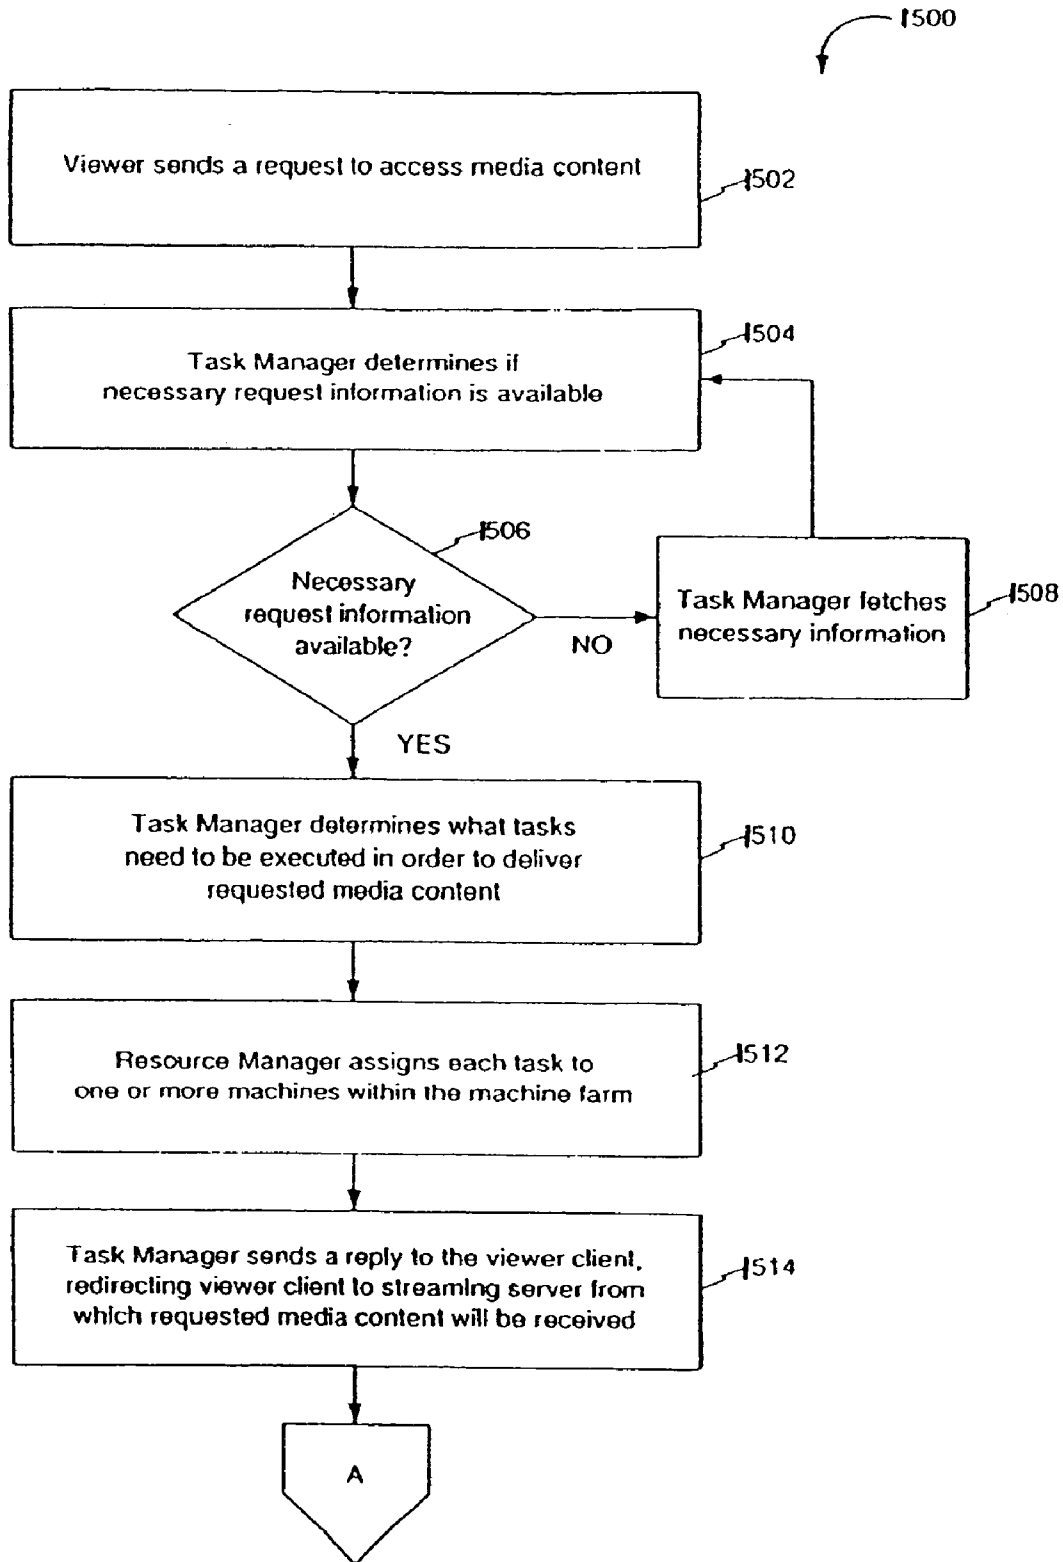 1500
Viewer sends a request to access media content
1502
Task Manager determines if
necessary request information is available
1504
Necessary
request information
available?
1506
NO
Task Manager fetches
necessary information
1508
YES
Task Manager determines what tasks
need to be executed in order to deliver
requested media content
1510
Resource Manager assigns each task to
one or more machines within the machine farm
1512
Task Manager sends a reply to the viewer client,
redirecting viewer client to streaming server from
which requested media content will be received
1514
A